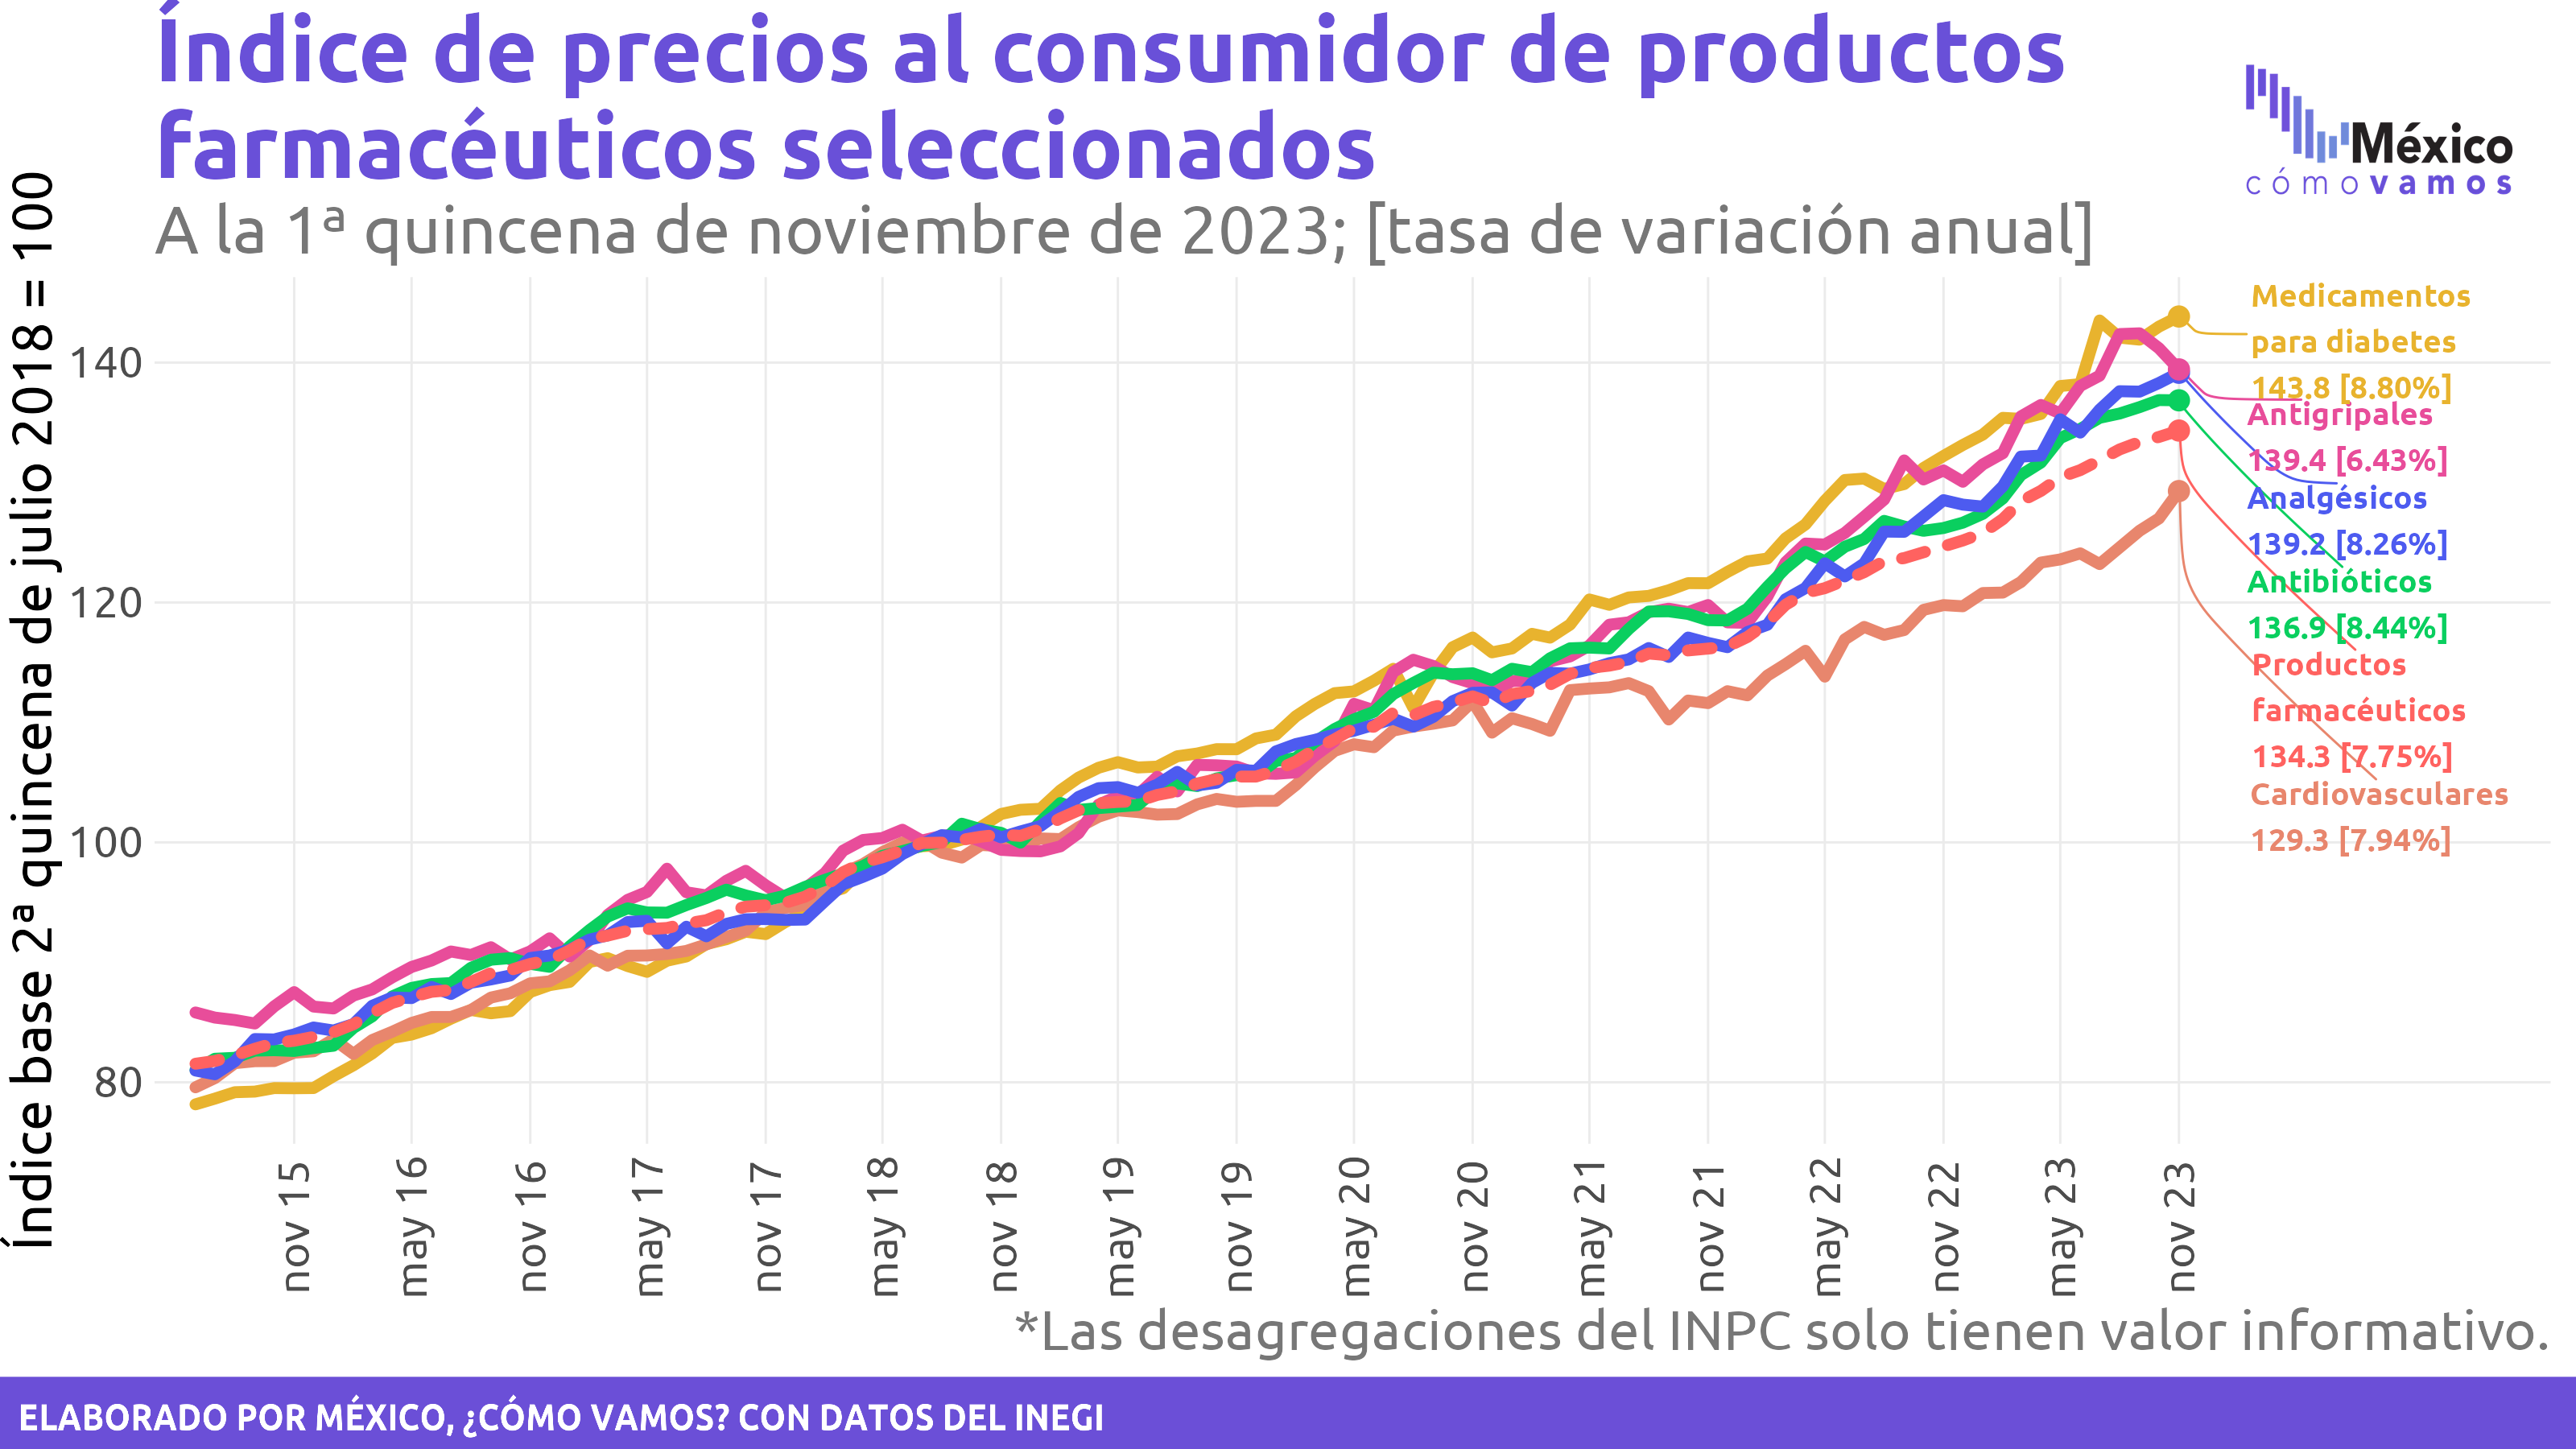 Índice de precios al consumidor de productos
farmacéuticos seleccionados
A la 1ª quincena de noviembre de 2023; [tasa de variación anual]
México
cómo vamos
Índice base 2ª quincena de julio 2018 = 100
140
120
100
80
Medicamentos
para diabetes
143.8 [8.80%]
Antigripales
139.4 [6.43%]
Analgésicos
139.2 [8.26%]
Antibióticos
136.9 [8.44%]
Productos
farmacéuticos
134.3 [7.75%]
Cardiovasculares
129.3 [7.94%]
nov 15
may 16
nov 16
may 17
nov 17
may 18
nov 18
may 19
nov 19
may 20
nov 20
may 21
nov 21
may 22
nov 22
may 23
nov 23
*Las desagregaciones del INPC solo tienen valor informativo.
ELABORADO POR MÉXICO, ¿CÓMO VAMOS? CON DATOS DEL INEGI